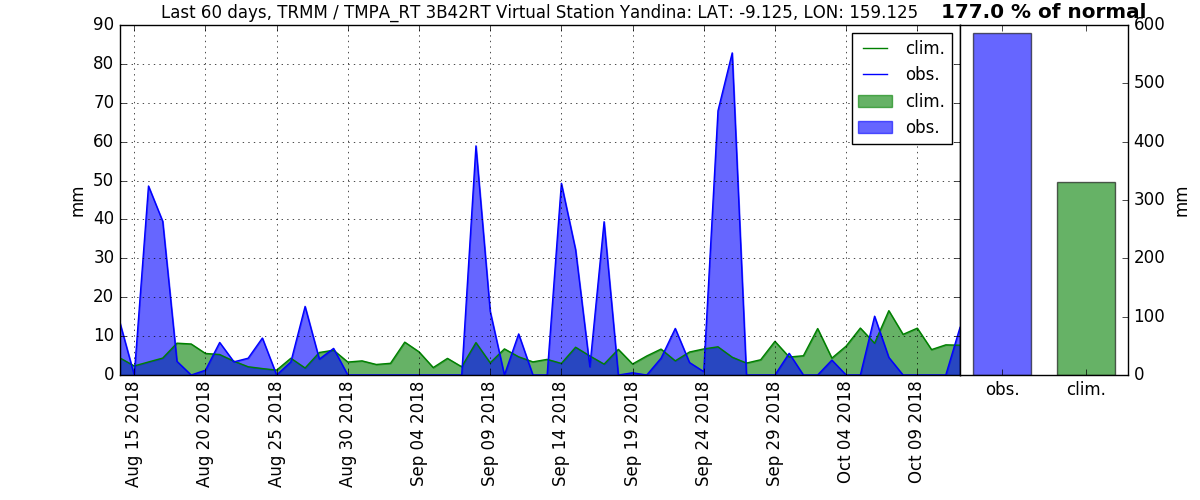 Last 60 days, TRMM / TMPA_RT 3B42RT Virtual Station Yandina: LAT: -9.125, LON: 159.125
177.0 % of normal
90
80
70
60
50
40
30
20
10
0
mm
clim.
obs.
clim.
obs.
600
500
400
300
200
100
0
mm
Aug 15 2018
Aug 20 2018
Aug 25 2018
Aug 30 2018
Sep 04 2018
Sep 09 2018
Sep 14 2018
Sep 19 2018
Sep 24 2018
Sep 29 2018
Oct 04 2018
Oct 09 2018
obs.
clim.